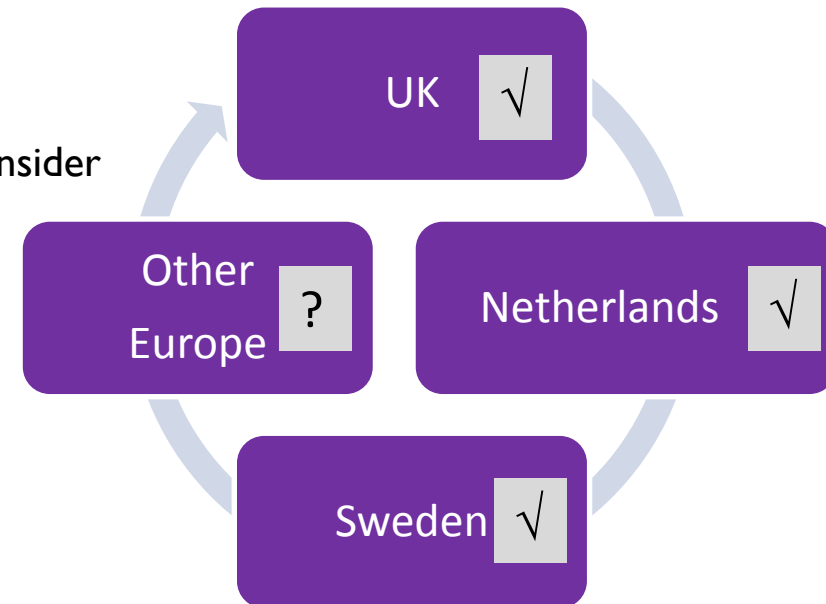 UK √
nsider
Other
Europe ?
Netherlands √
Sweden √